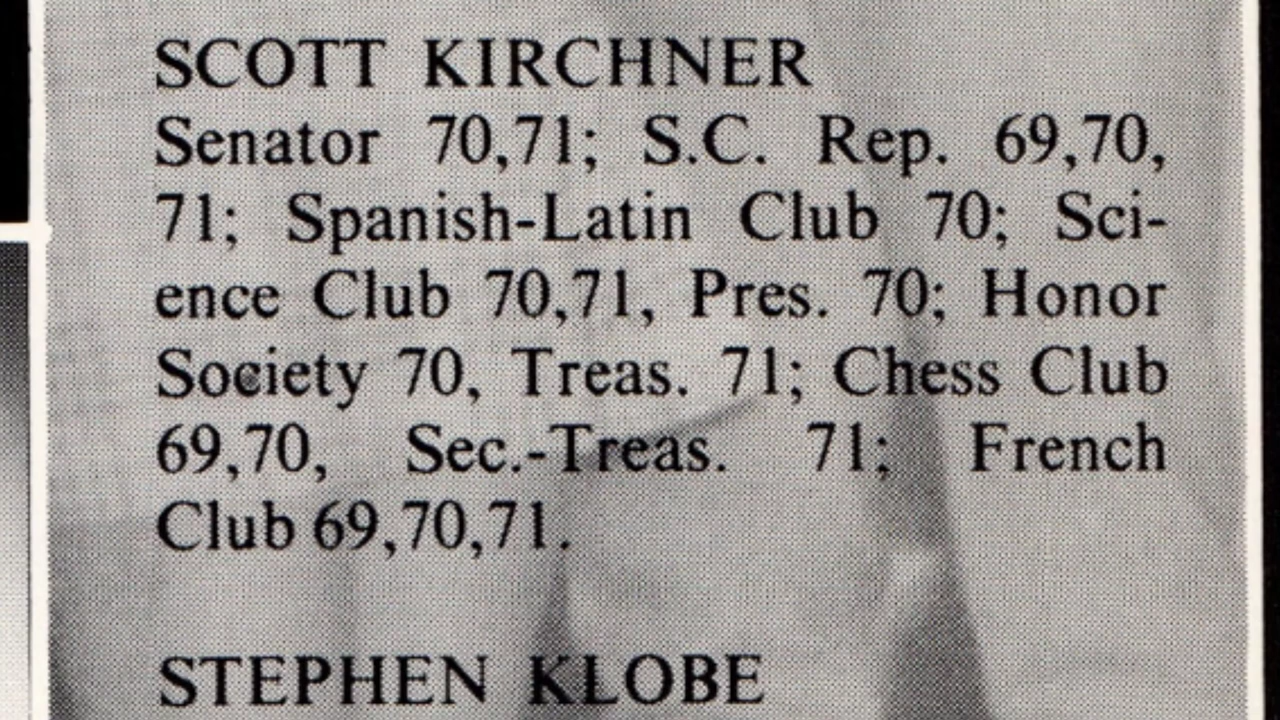 SCOTT KIRCHNER
Senator 70,71; S.C. Rep. 69,70,
71; Spanish-Latin Club 70; Sci-
ence Club 70,71, Pres. 70; Honor
Society 70, Treas. 71; Chess Club
69,70, Sec.-Treas. 71; French
Club 69,70,71.
STEPHEN KLOBE